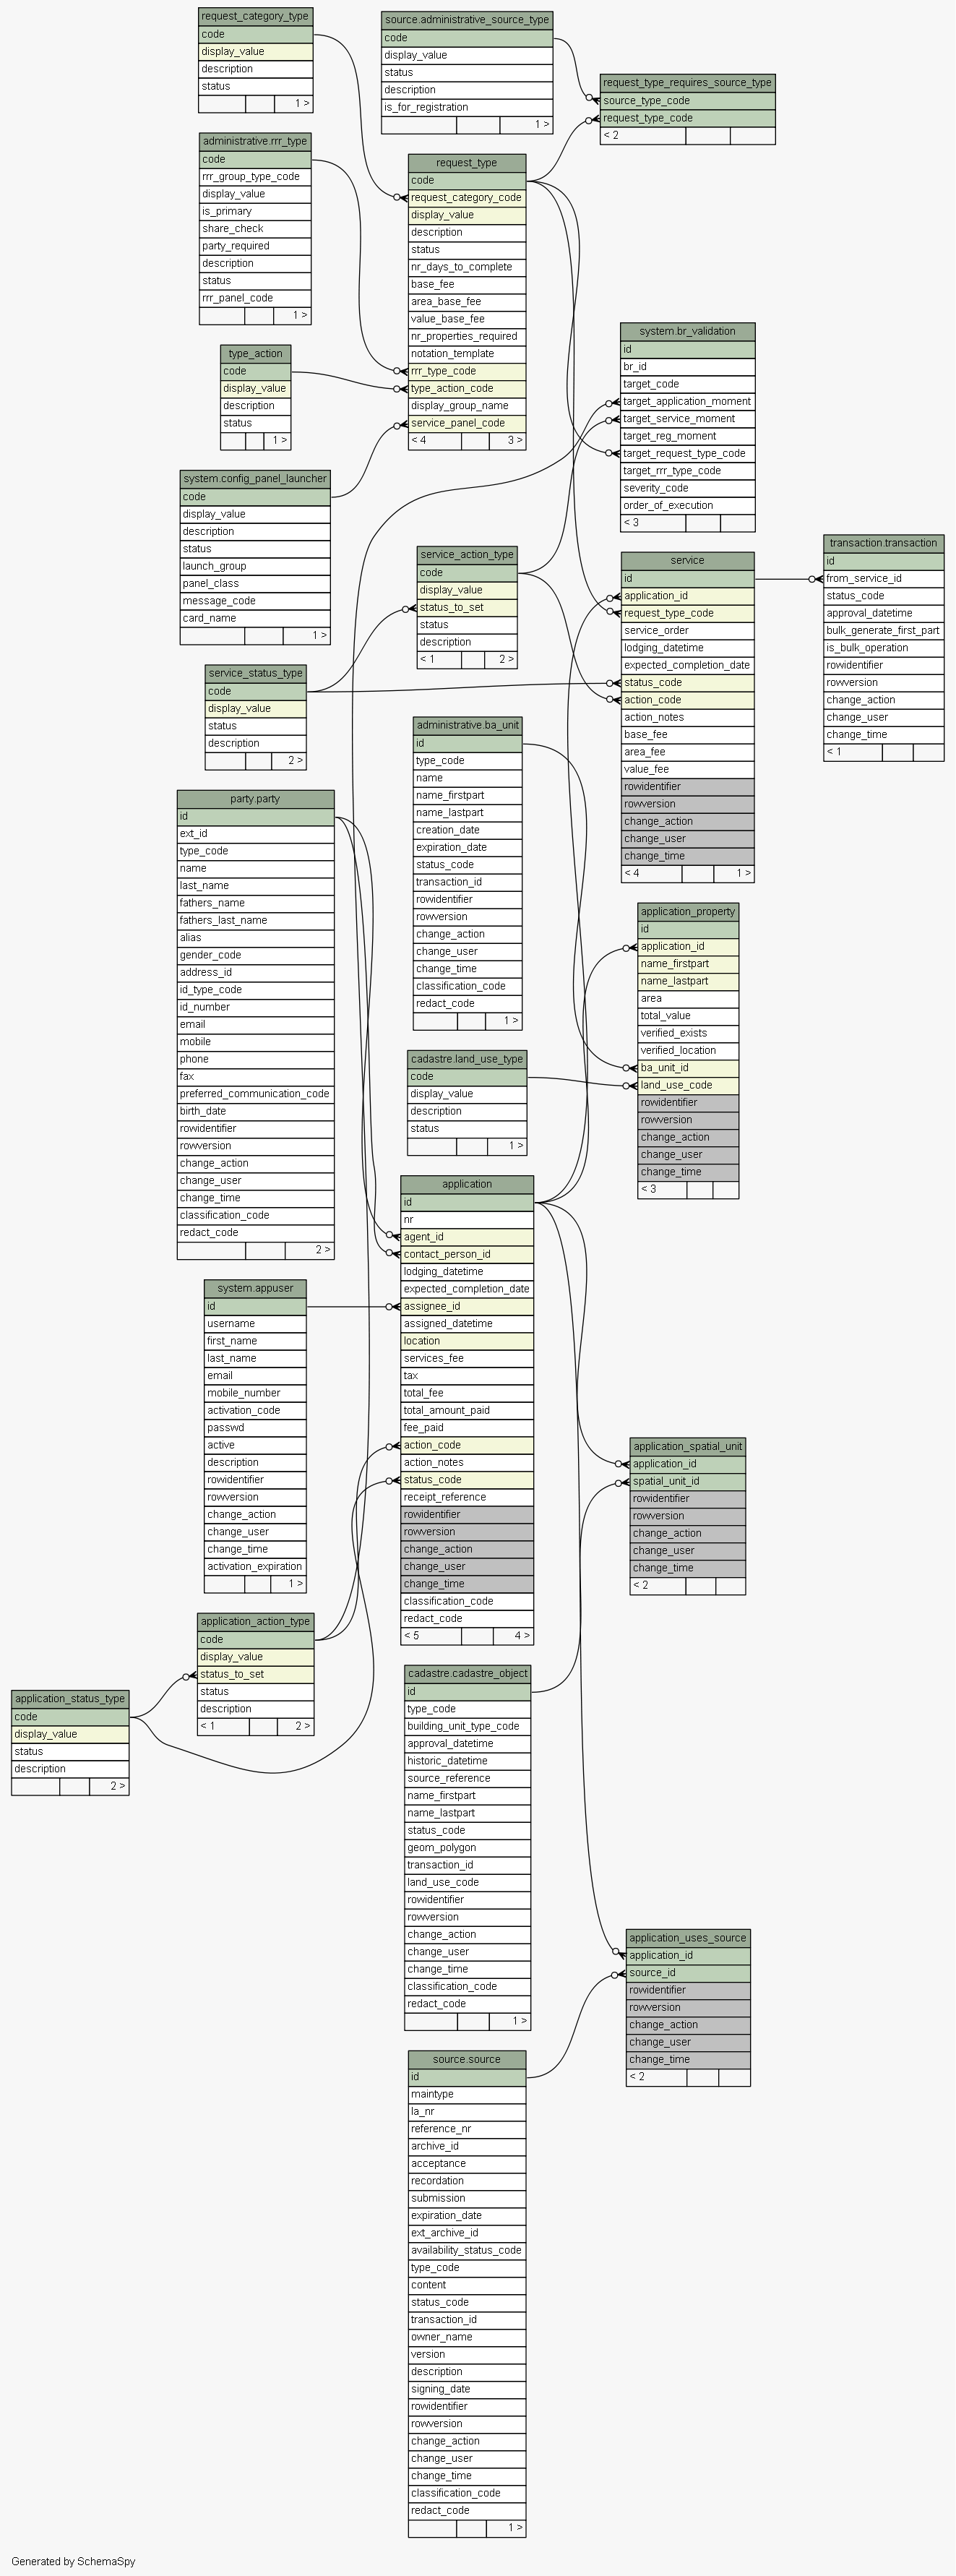 request_category_type
code
display_value
description
status
1 >
source.administrative_source_type
code
display_value
status
description
is_for_registration
1 >
request_type_requires_source_type
source_type_code
request_type_code
< 2
administrative.rrr_type
code
rrr_group_type_code
display_value
is_primary
share_check
party_required
description
status
rrr_panel_code
1 >
request_type
code
request_category_code
display_value
description
status
nr_days_to_complete
base_fee
area_base_fee
value_base_fee
nr_properties_required
notation_template
rrr_type_code
type_action_code
display_group_name
service_panel_code
< 4 3 >
type_action
code
display_value
description
status
1 >
system.br_validation
id
br_id
target_code
target_application_moment
target_service_moment
target_reg_moment
target_request_type_code
target_rrr_type_code
severity_code
order_of_execution
< 3
system.config_panel_launcher
code
display_value
description
status
launch_group
panel_class
message_code
card_name
1 >
service_action_type
code
display_value
status_to_set
status
description
< 1 2 >
service
id
application_id
request_type_code
service_order
lodging_datetime
expected_completion_date
status_code
action_code
action_notes
base_fee
area_fee
value_fee
rowidentifier
rowversion
change_action
change_user
change_time
< 4 1 >
transaction.transaction
id
from_service_id
status_code
approval_datetime
bulk_generate_first_part
is_bulk_operation
rowidentifier
rowversion
change_action
change_user
change_time
< 1
service_status_type
code
display_value
status
description
2 >
administrative.ba_unit
id
type_code
name
name_firstpart
name_lastpart
creation_date
expiration_date
status_code
transaction_id
rowidentifier
rowversion
change_action
change_user
change_time
classification_code
redact_code
1 >
party.party
id
ext_id
type_code
name
last_name
fathers_name
fathers_last_name
alias
gender_code
address_id
id_type_code
id_number
email
mobile
phone
fax
preferred_communication_code
birth_date
rowidentifier
rowversion
change_action
change_user
change_time
classification_code
redact_code
2 >
application_property
id
application_id
name_firstpart
name_lastpart
area
total_value
verified_exists
verified_location
ba_unit_id
land_use_code
rowidentifier
rowversion
change_action
change_user
change_time
< 3
cadastre.land_use_type
code
display_value
description
status
1 >
application
id
nr
agent_id
contact_person_id
lodging_datetime
expected_completion_date
assignee_id
assigned_datetime
location
services_fee
tax
total_fee
total_amount_paid
fee_paid
action_code
action_notes
status_code
receipt_reference
rowidentifier
rowversion
change_action
change_user
change_time
classification_code
redact_code
< 5 4 >
system.appuser
id
username
first_name
last_name
email
mobile_number
activation_code
passwd
active
description
rowidentifier
rowversion
change_action
change_user
change_time
activation_expiration
1 >
application_spatial_unit
application_id
spatial_unit_id
rowidentifier
rowversion
change_action
change_user
change_time
< 2
application_action_type
code
display_value
status_to_set
status
description
< 1 2 >
application_status_type
code
display_value
status
description
2 >
cadastre.cadastre_object
id
type_code
building_unit_type_code
approval_datetime
historic_datetime
source_reference
name_firstpart
name_lastpart
status_code
geom_polygon
transaction_id
land_use_code
rowidentifier
rowversion
change_action
change_user
change_time
classification_code
redact_code
1 >
application_uses_source
application_id
source_id
rowidentifier
rowversion
change_action
change_user
change_time
< 2
source.source
id
maintype
la_nr
reference_nr
archive_id
acceptance
recordation
submission
expiration_date
ext_archive_id
availability_status_code
type_code
content
status_code
transaction_id
owner_name
version
description
signing_date
rowidentifier
rowversion
change_action
change_user
change_time
classification_code
redact_code
1 >
Generated by SchemaSpy